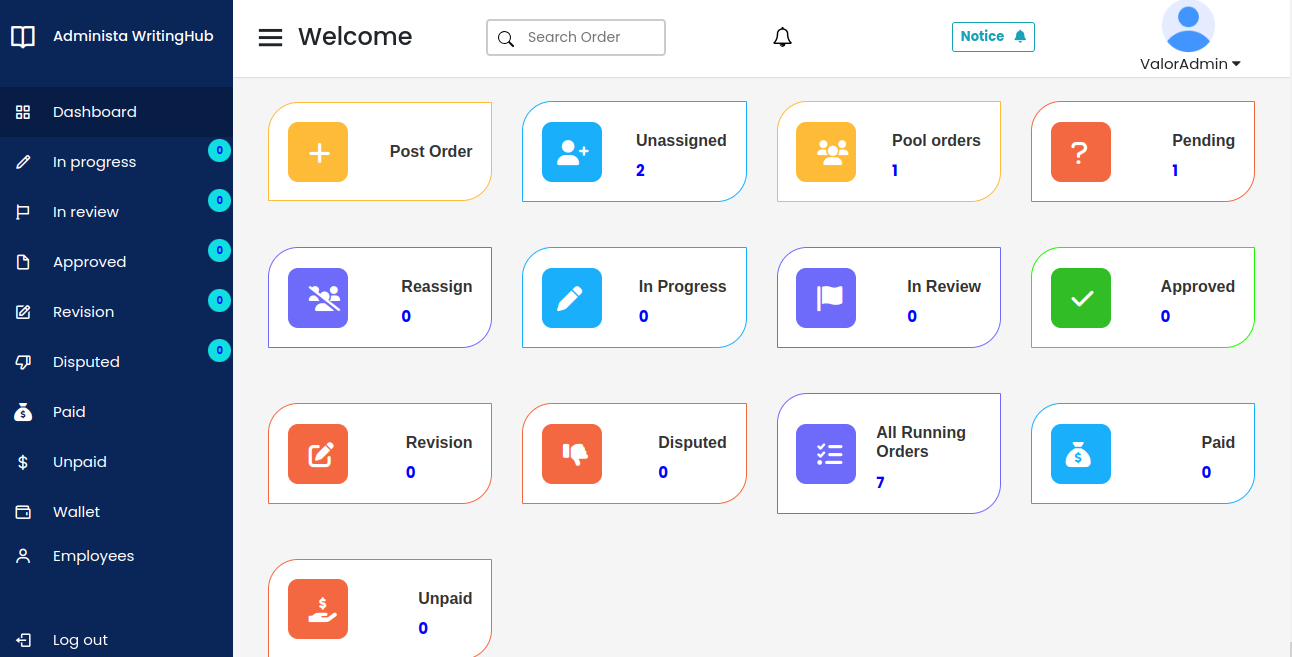 Administa WritingHub
Dashboard
In progress
0
In review
0
Approved
0
Revision
0
Disputed
0
Paid
Unpaid
Wallet
Employees
Log out
Welcome
Search Order
Notice
ValorAdmin
Post Order
Unassigned
2
Pool orders
1
Pending
1
Reassign
0
In Progress
0
In Review
0
Approved
0
Revision
0
Disputed
0
All Running
Orders
7
Paid
0
Unpaid
0